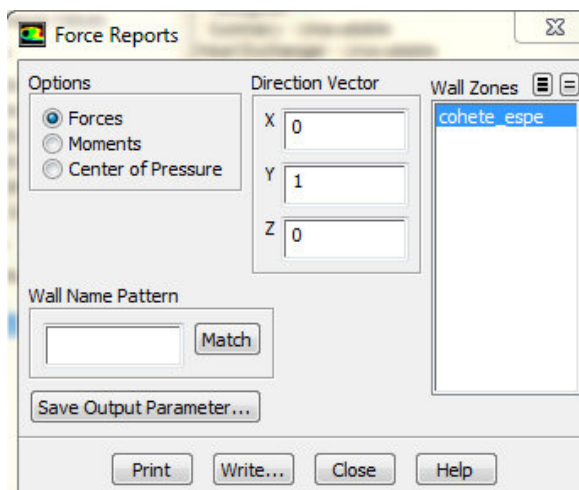 Force Reports
Options
Forces
Moments
Center of Pressure
Direction Vector
X 0
Y 1
Z 0
Wall Zones
cohete_espe
Wall Name Pattern
Match
Save Output Parameter...
Print Write... Close Help